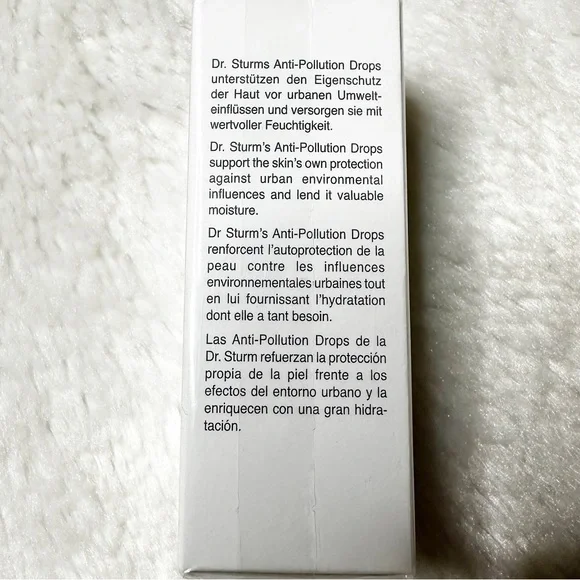 Dr. Sturms Anti-Pollution Drops
unterstützen den Eigenschutz
der Haut vor urbanen Umwelt-
einflüssen und versorgen sie mit
wertvoller Feuchtigkeit.
Dr. Sturm's Anti-Pollution Drops
support the skin's own protection
against urban environmental
influences and lend it valuable
moisture.
Dr Sturm's Anti-Pollution Drops
renforcent l'autoprotection de la
peau contre les influences
environnementales urbaines tout
en lui fournissant l'hydratation
dont elle a tant besoin.
Las Anti-Pollution Drops de la
Dr. Sturm refuerzan la protección
propia de la piel frente a los
efectos del entorno urbano y la
enriquecen con una gran hidra-
tación.